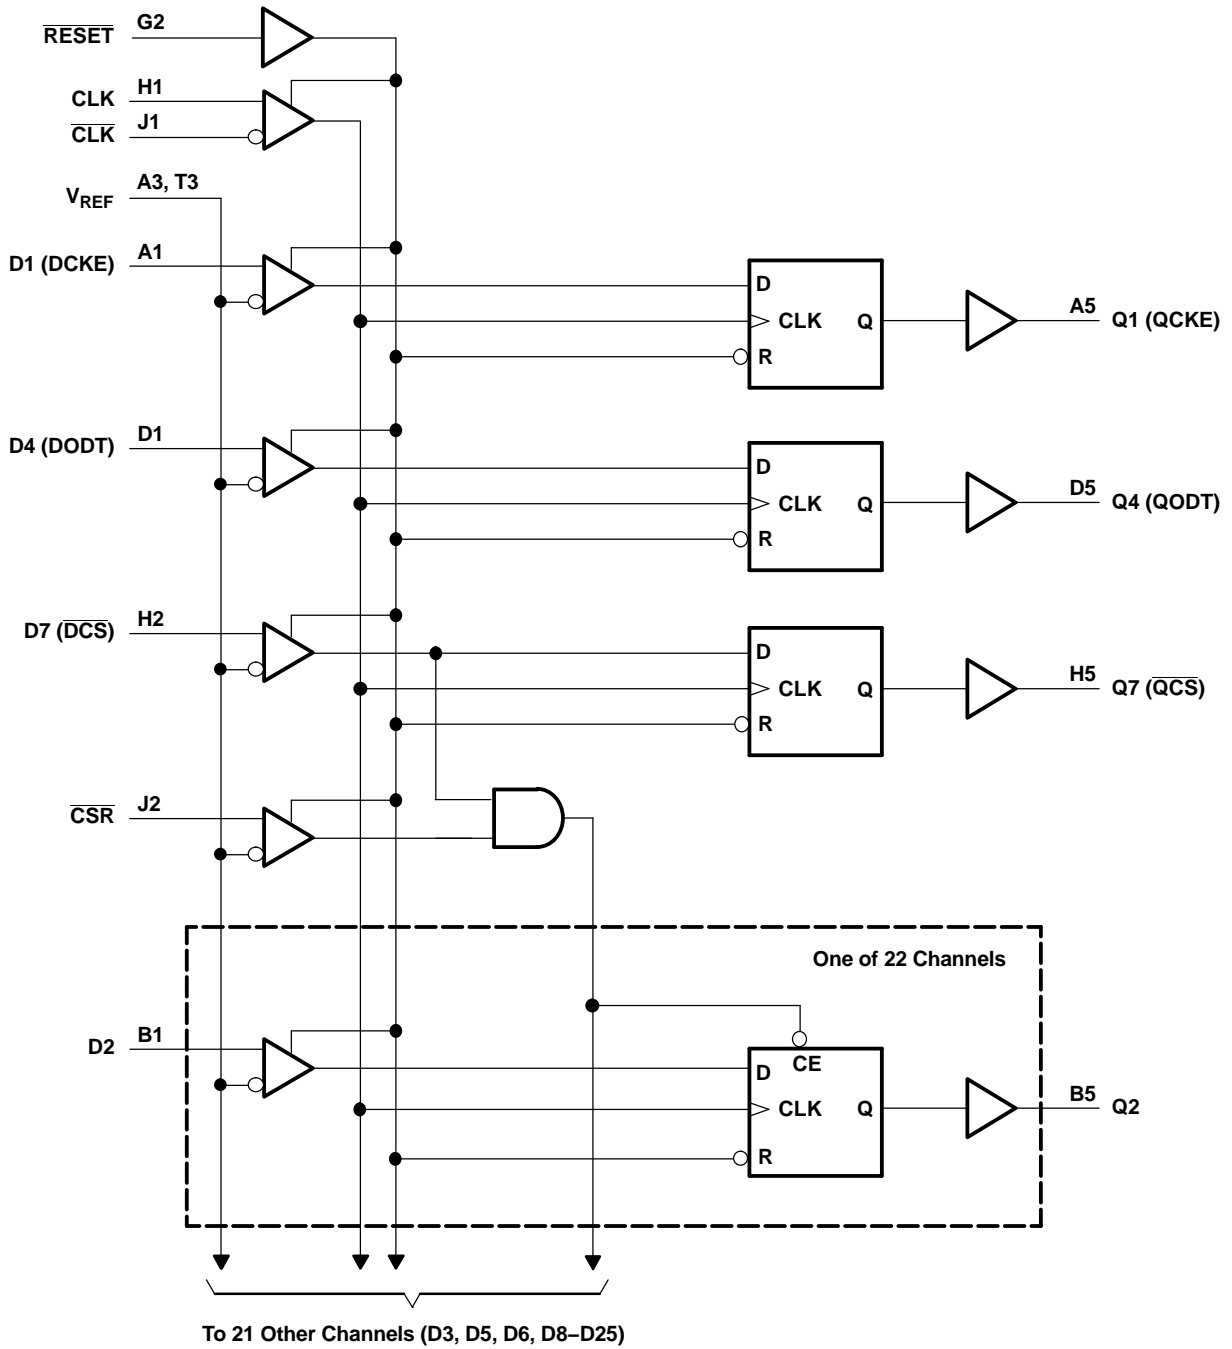 RESET G2
CLK H1
CLK J1
VREF A3, T3
D1 (DCKE) A1
D
CLK Q
R
A5 Q1 (QCKE)
D4 (DODT) D1
D
CLK Q
R
D5 Q4 (QODT)
D7 (DCS) H2
D
CLK Q
R
H5 Q7 (QCS)
CSR J2
One of 22 Channels
D2 B1
CE
D
CLK Q
R
B5 Q2
To 21 Other Channels (D3, D5, D6, D8–D25)